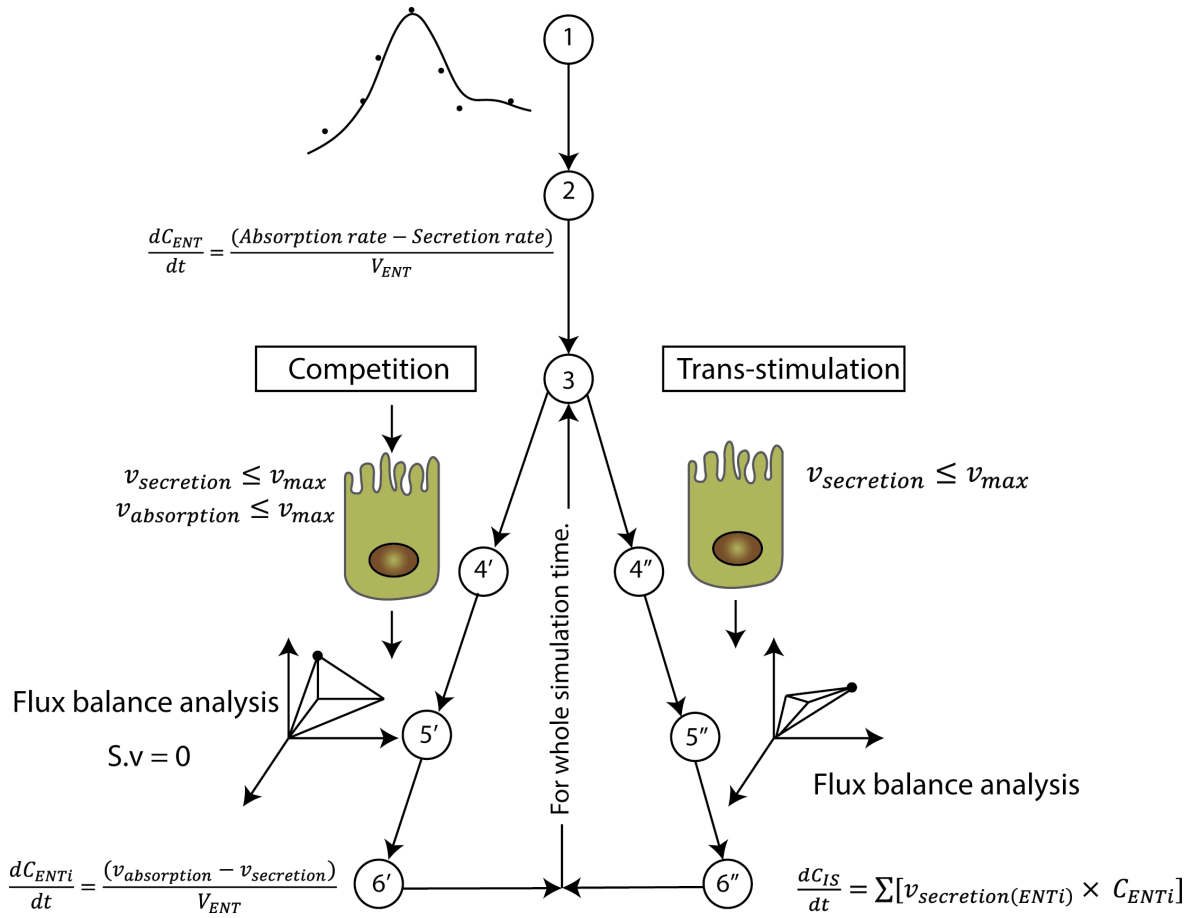 1
2
dC_ENT/dt = (Absorption rate − Secretion rate)/V_ENT
Competition
3
Trans-stimulation
v_secretion ≤ v_max
v_absorption ≤ v_max
v_secretion ≤ v_max
4′
4″
For whole simulation time.
Flux balance analysis
S.v = 0
5′
5″
Flux balance analysis
dC_ENTi/dt = (v_absorption − v_secretion)/V_ENT
6′
6″
dC_IS/dt = ∑[v_secretion(ENTi) × C_ENTi]